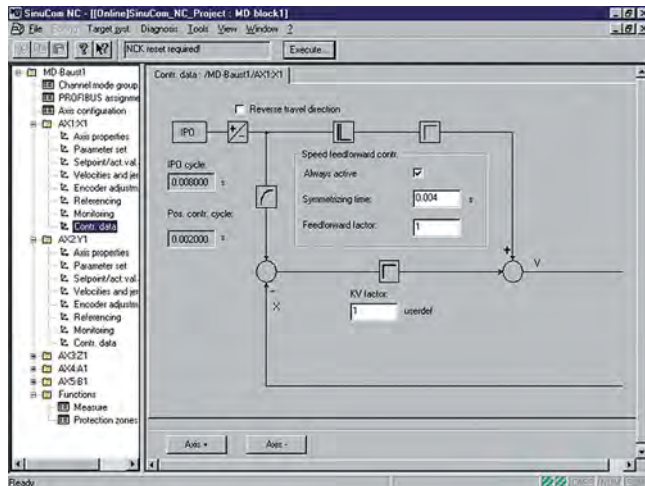 SinuCom NC - [[Online]SinuCom_NC_Project : MD block1]
File Target syst. Diagnosis Tools View Window ?
NCK reset required! Execute...
MD-Baust1
Channel mode group
PROFIBUS assignme
Axis configuration
AX1:X1
Axis properties
Parameter set
Setpoint/act val.
Velocities and jer
Encoder adjustm
Referencing
Monitoring
Contr. data
AX2:Y1
Axis properties
Parameter set
Setpoint/act val.
Velocities and jer
Encoder adjustm
Referencing
Monitoring
Contr. data
AX3:Z1
AX4:A1
AX5:B1
Functions
Measure
Protection zones
Contr. data : /MD-Baust1/AX1:X1
Reverse travel direction
IPO
+/-
IPO cycle:
0.008000 s
Pos. contr. cycle:
0.002000 s
Speed feedforward contr.
Always active
Symmetrizing time: 0.004 s
Feedforward factor: 1
+
V
-
X
KV factor:
1 userdef
Axis + Axis -
Ready
NUM